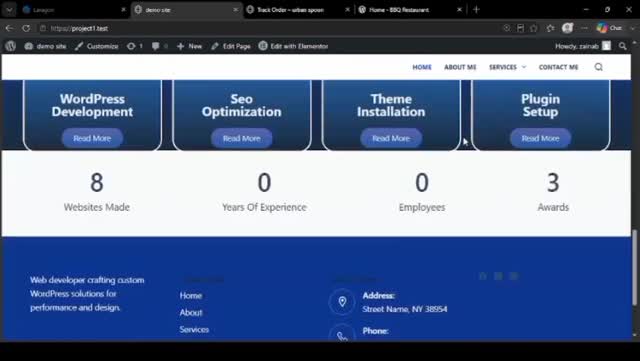 Laragon
demo site
Track Order – urban spoon
Home - BBQ Restaurant
https://project1.test
Chat
demo site
Customize
1
0
New
Edit Page
Edit with Elementor
Howdy, zainab
HOME
ABOUT ME
SERVICES
CONTACT ME
WordPress
Development
Seo
Optimization
Theme
Installation
Plugin
Setup
Read More
Read More
Read More
Read More
8
0
0
3
Websites Made
Years Of Experience
Employees
Awards
Web developer crafting custom
WordPress solutions for
performance and design.
Home
About
Services
Address:
Street Name, NY 38954
Phone: